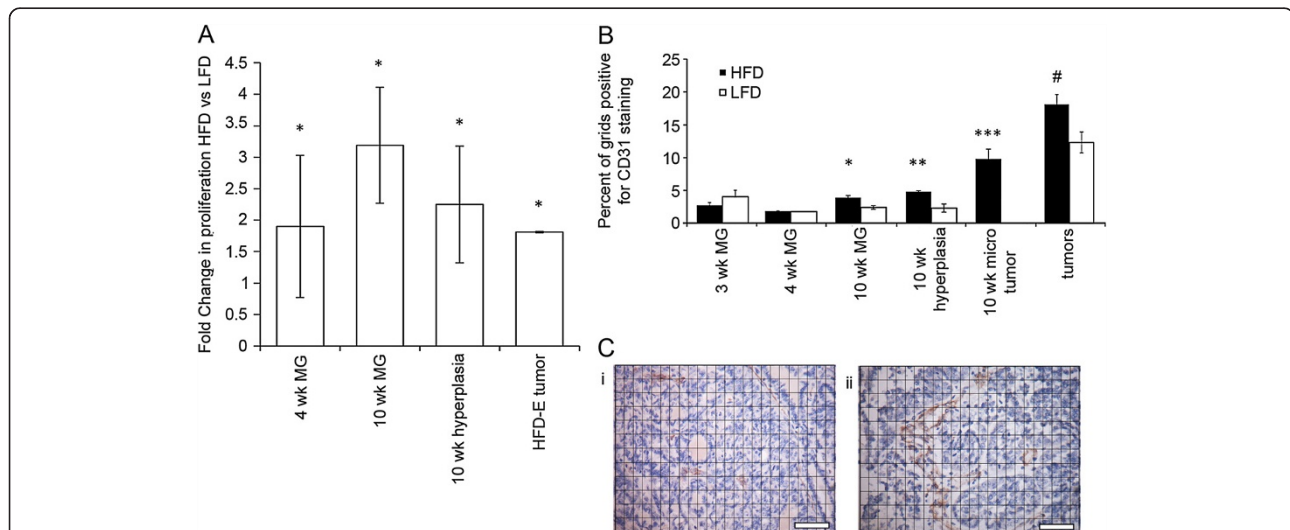 A
Fold Change in proliferation HFD vs LFD
4.5
4
3.5
3
2.5
2
1.5
1
0.5
0
*
*
*
*
4 wk MG
10 wk MG
10 wk hyperplasia
HFD-E tumor
B
Percent of grids positive
for CD31 staining
25
20
15
10
5
0
HFD
LFD
*
**
***
#
3 wk MG
4 wk MG
10 wk MG
10 wk
hyperplasia
10 wk micro
tumor
tumors
C
i
ii